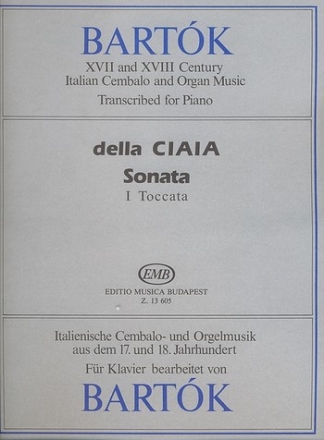 BARTÓK
XVII and XVIII Century
Italian Cembalo and Organ Music
Transcribed for Piano
della CIAIA
Sonata
I Toccata
EMB
EDITIO MUSICA BUDAPEST
Z. 13 605
Italienische Cembalo- und Orgelmusik
aus dem 17. und 18. Jahrhundert
Für Klavier bearbeitet von
BARTÓK